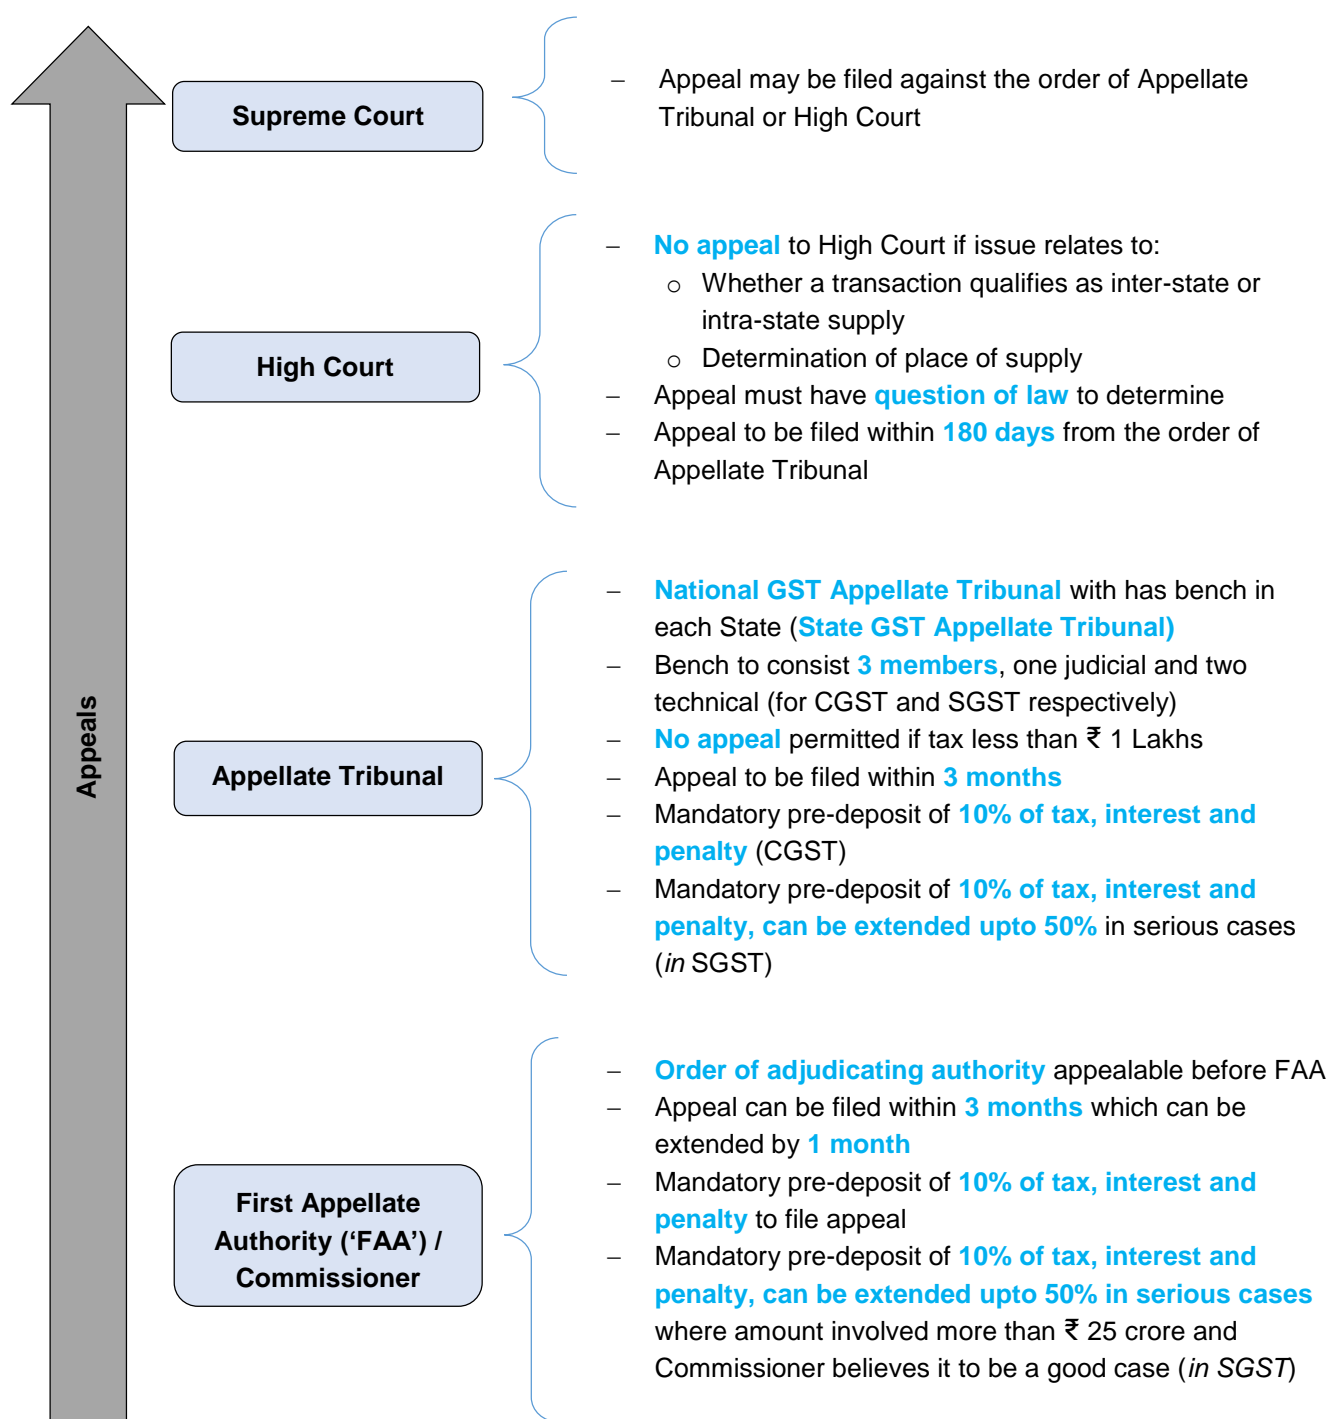 Appeals
Supreme Court
– Appeal may be filed against the order of Appellate
Tribunal or High Court
High Court
– No appeal to High Court if issue relates to:
o Whether a transaction qualifies as inter-state or
intra-state supply
o Determination of place of supply
– Appeal must have question of law to determine
– Appeal to be filed within 180 days from the order of
Appellate Tribunal
Appellate Tribunal
– National GST Appellate Tribunal with has bench in
each State (State GST Appellate Tribunal)
– Bench to consist 3 members, one judicial and two
technical (for CGST and SGST respectively)
– No appeal permitted if tax less than ₹ 1 Lakhs
– Appeal to be filed within 3 months
– Mandatory pre-deposit of 10% of tax, interest and
penalty (CGST)
– Mandatory pre-deposit of 10% of tax, interest and
penalty, can be extended upto 50% in serious cases
(in SGST)
First Appellate
Authority (‘FAA’) /
Commissioner
– Order of adjudicating authority appealable before FAA
– Appeal can be filed within 3 months which can be
extended by 1 month
– Mandatory pre-deposit of 10% of tax, interest and
penalty to file appeal
– Mandatory pre-deposit of 10% of tax, interest and
penalty, can be extended upto 50% in serious cases
where amount involved more than ₹ 25 crore and
Commissioner believes it to be a good case (in SGST)